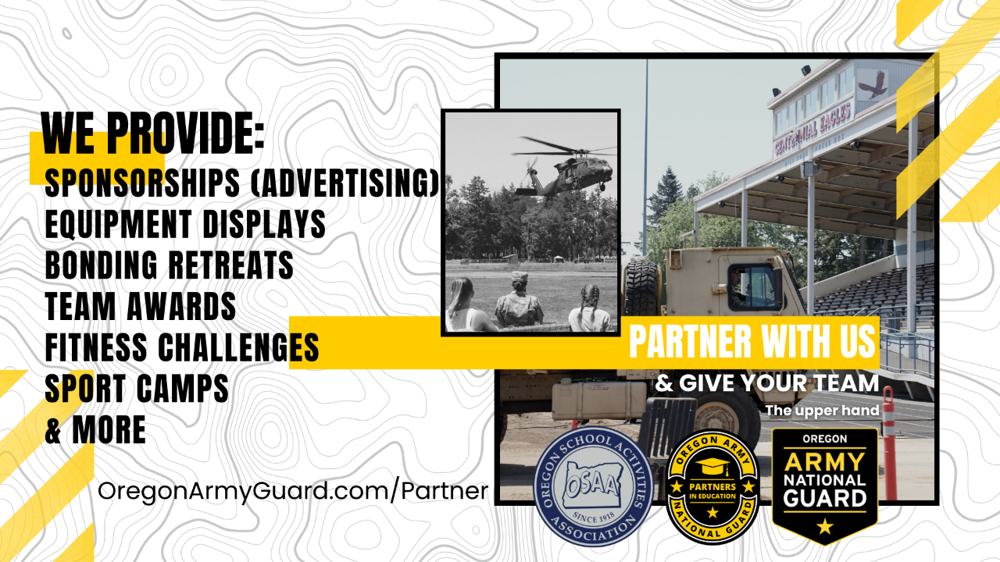 WE PROVIDE:
SPONSORSHIPS (ADVERTISING)
EQUIPMENT DISPLAYS
BONDING RETREATS
TEAM AWARDS
FITNESS CHALLENGES
SPORT CAMPS
& MORE
OregonArmyGuard.com/Partner
CENTENNIAL EAGLES
PARTNER WITH US
& GIVE YOUR TEAM
The upper hand
OREGON SCHOOL ACTIVITIES
OSAA
SINCE 1918
ASSOCIATION
OREGON ARMY
PARTNERS
IN EDUCATION
NATIONAL GUARD
OREGON
ARMY
NATIONAL
GUARD